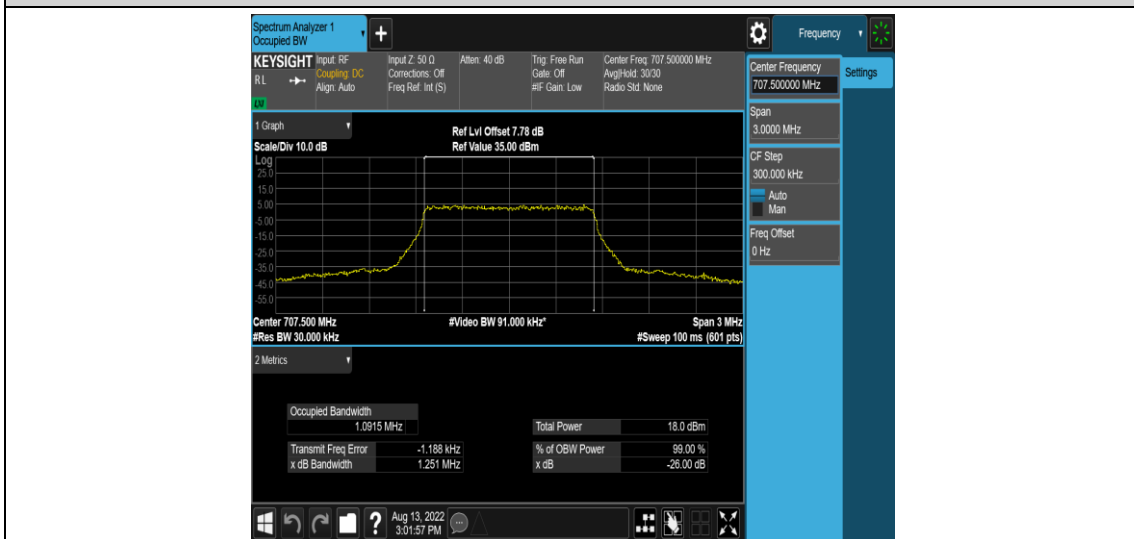 Spectrum Analyzer 1
Occupied BW
Frequency
KEYSIGHT
RL
Input: RF
Coupling: DC
Align: Auto
Input Z: 50 Ω
Corrections: Off
Freq Ref: Int (S)
Atten: 40 dB
Trig: Free Run
Gate: Off
#IF Gain: Low
Center Freq: 707.500000 MHz
Avg|Hold: 30/30
Radio Std: None
Center Frequency
707.500000 MHz
Settings
Span
3.0000 MHz
CF Step
300.000 kHz
Auto
Man
Freq Offset
0 Hz
1 Graph
Scale/Div 10.0 dB
Ref Lvl Offset 7.78 dB
Ref Value 35.00 dBm
Log
25.0
15.0
5.00
-5.00
-15.0
-25.0
-35.0
-45.0
-55.0
Center 707.500 MHz
#Res BW 30.000 kHz
#Video BW 91.000 kHz*
Span 3 MHz
#Sweep 100 ms (601 pts)
2 Metrics
Occupied Bandwidth
1.0915 MHz
Transmit Freq Error -1.188 kHz
x dB Bandwidth 1.251 MHz
Total Power 18.0 dBm
% of OBW Power 99.00 %
x dB -26.00 dB
?
Aug 13, 2022
3:01:57 PM